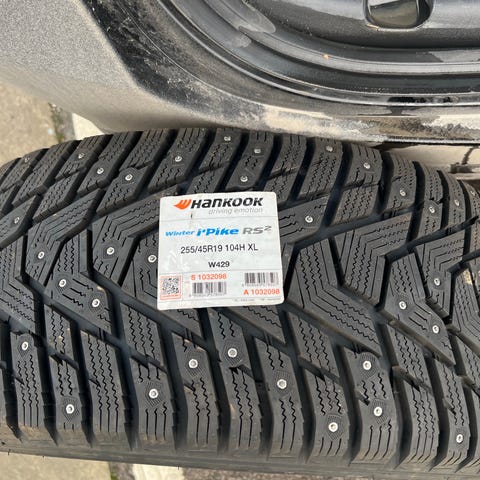 HANKOOK
driving emotion
Winter i*Pike RS²
255/45R19 104H XL
W429
S 1032098
A 1032098